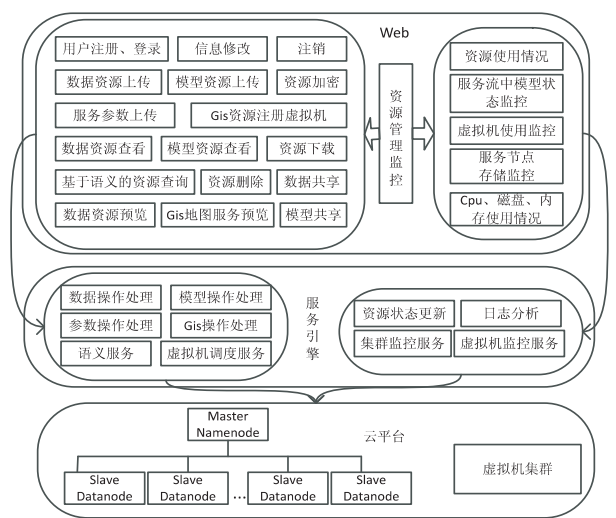 Web
用户注册、登录
信息修改
注销
数据资源上传
模型资源上传
资源加密
服务参数上传
Gis资源注册虚拟机
数据资源查看
模型资源查看
资源下载
基于语义的资源查询
资源删除
数据共享
数据资源预览
Gis地图服务预览
模型共享
资源管理监控
资源使用情况
服务流中模型状
态监控
虚拟机使用监控
服务节点
存储监控
Cpu、磁盘、内
存使用情况
数据操作处理
模型操作处理
参数操作处理
Gis操作处理
语义服务
虚拟机调度服务
服务引擎
资源状态更新
日志分析
集群监控服务
虚拟机监控服务
Master
Namenode
云平台
Slave
Datanode
Slave
Datanode
...
Slave
Datanode
Slave
Datanode
虚拟机集群